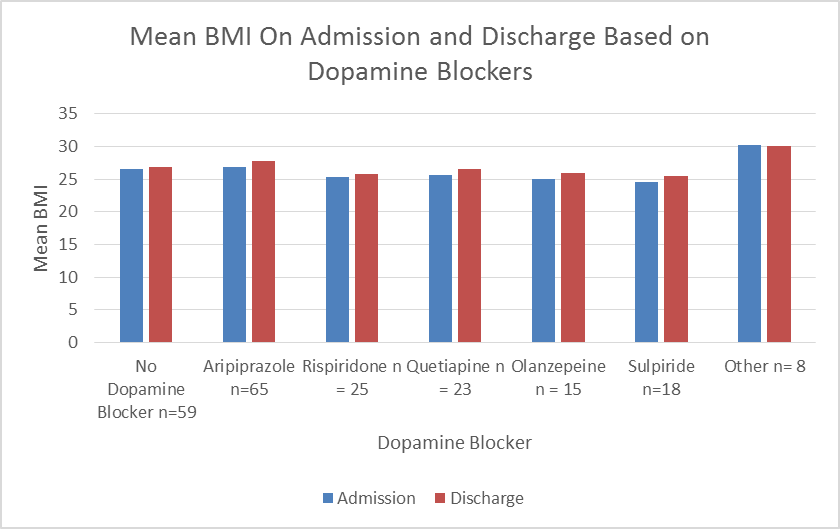 Mean BMI On Admission and Discharge Based on
Dopamine Blockers
35
30
25
20
15
10
5
0
Mean BMI
No
Dopamine
Blocker n=59
Aripiprazole
n=65
Rispiridone n
= 25
Quetiapine n
= 23
Olanzepeine
n = 15
Sulpiride
n=18
Other n= 8
Dopamine Blocker
Admission
Discharge